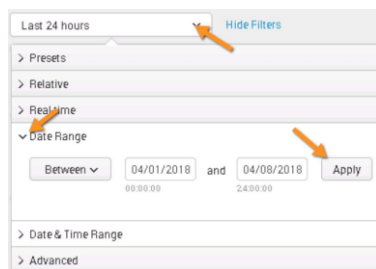 Last 24 hours Hide Filters
> Presets
> Relative
> Real-time
Date Range
Between 04/01/2018 and 04/08/2018 Apply
00:00:00 24:00:00
> Date & Time Range
> Advanced